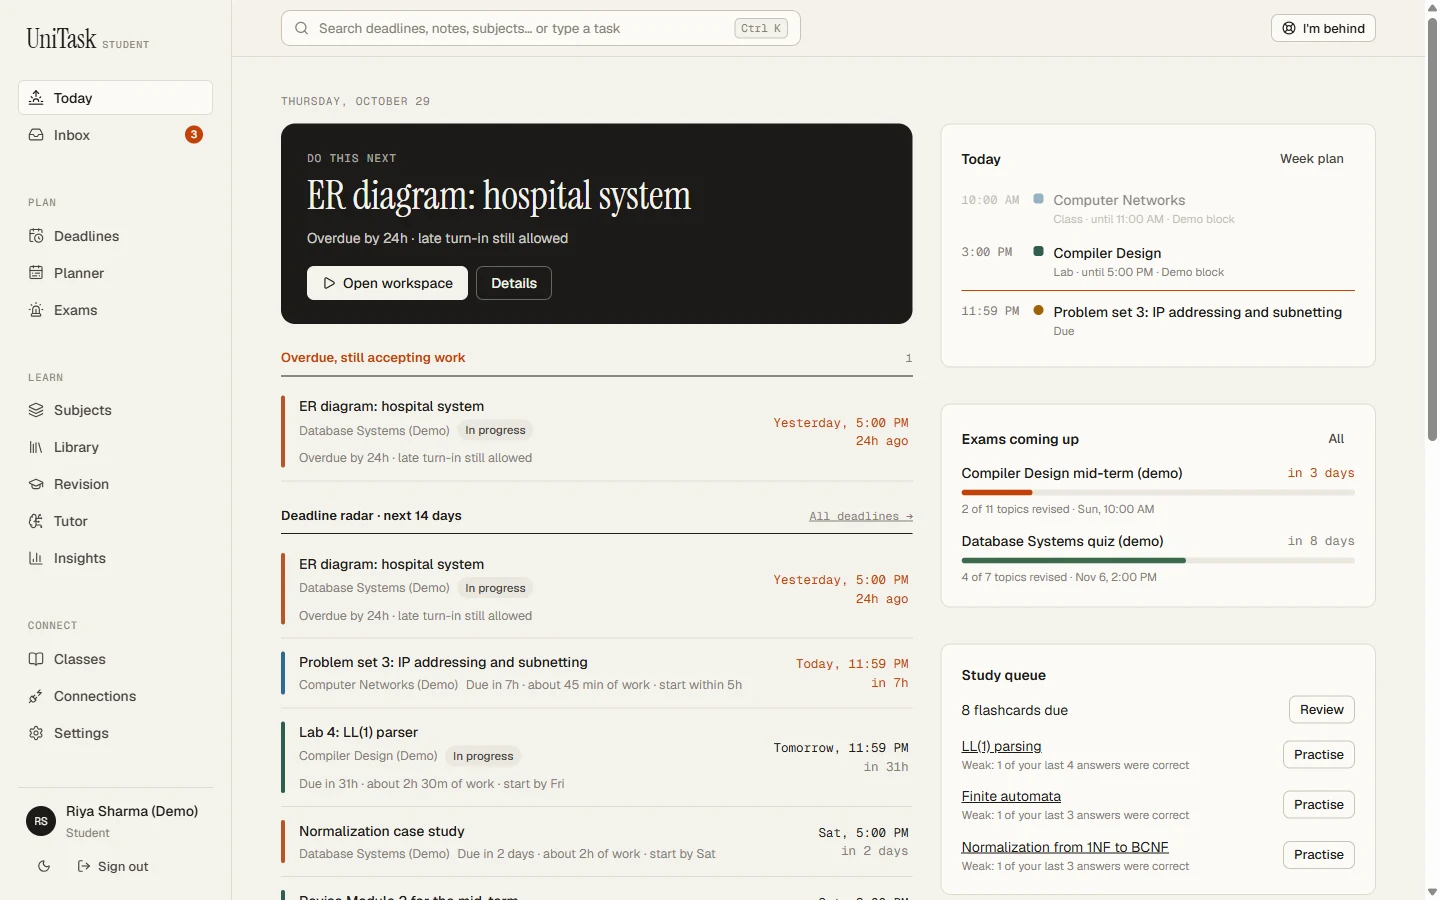 UniTask STUDENT
Search deadlines, notes, subjects... or type a task
Ctrl K
I'm behind
Today
Inbox
3
PLAN
Deadlines
Planner
Exams
LEARN
Subjects
Library
Revision
Tutor
Insights
CONNECT
Classes
Connections
Settings
RS
Riya Sharma (Demo)
Student
Sign out
THURSDAY, OCTOBER 29
DO THIS NEXT
ER diagram: hospital system
Overdue by 24h · late turn-in still allowed
Open workspace
Details
Overdue, still accepting work
1
ER diagram: hospital system
Database Systems (Demo) In progress
Overdue by 24h · late turn-in still allowed
Yesterday, 5:00 PM
24h ago
Deadline radar · next 14 days
All deadlines →
ER diagram: hospital system
Database Systems (Demo) In progress
Overdue by 24h · late turn-in still allowed
Yesterday, 5:00 PM
24h ago
Problem set 3: IP addressing and subnetting
Computer Networks (Demo) Due in 7h · about 45 min of work · start within 5h
Today, 11:59 PM
in 7h
Lab 4: LL(1) parser
Compiler Design (Demo) In progress
Due in 31h · about 2h 30m of work · start by Fri
Tomorrow, 11:59 PM
in 31h
Normalization case study
Database Systems (Demo) Due in 2 days · about 2h of work · start by Sat
Sat, 5:00 PM
in 2 days
Today
Week plan
10:00 AM
Computer Networks
Class · until 11:00 AM · Demo block
3:00 PM
Compiler Design
Lab · until 5:00 PM · Demo block
11:59 PM
Problem set 3: IP addressing and subnetting
Due
Exams coming up
All
Compiler Design mid-term (demo)
in 3 days
2 of 11 topics revised · Sun, 10:00 AM
Database Systems quiz (demo)
in 8 days
4 of 7 topics revised · Nov 6, 2:00 PM
Study queue
8 flashcards due
Review
LL(1) parsing
Weak: 1 of your last 4 answers were correct
Practise
Finite automata
Weak: 1 of your last 3 answers were correct
Practise
Normalization from 1NF to BCNF
Weak: 1 of your last 3 answers were correct
Practise